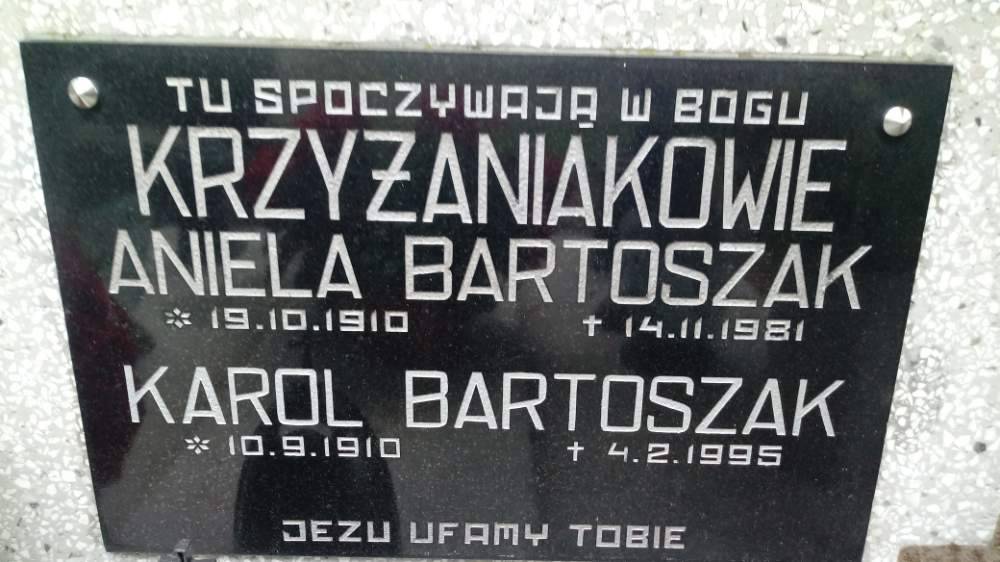 TU SPOCZYWAJĄ W BOGU
KRZYŻANIAKOWIE
ANIELA BARTOSZAK
* 19.10.1910 † 14.11.1981
KAROL BARTOSZAK
* 10.9.1910 † 4.2.1995
JEZU UFAMY TOBIE